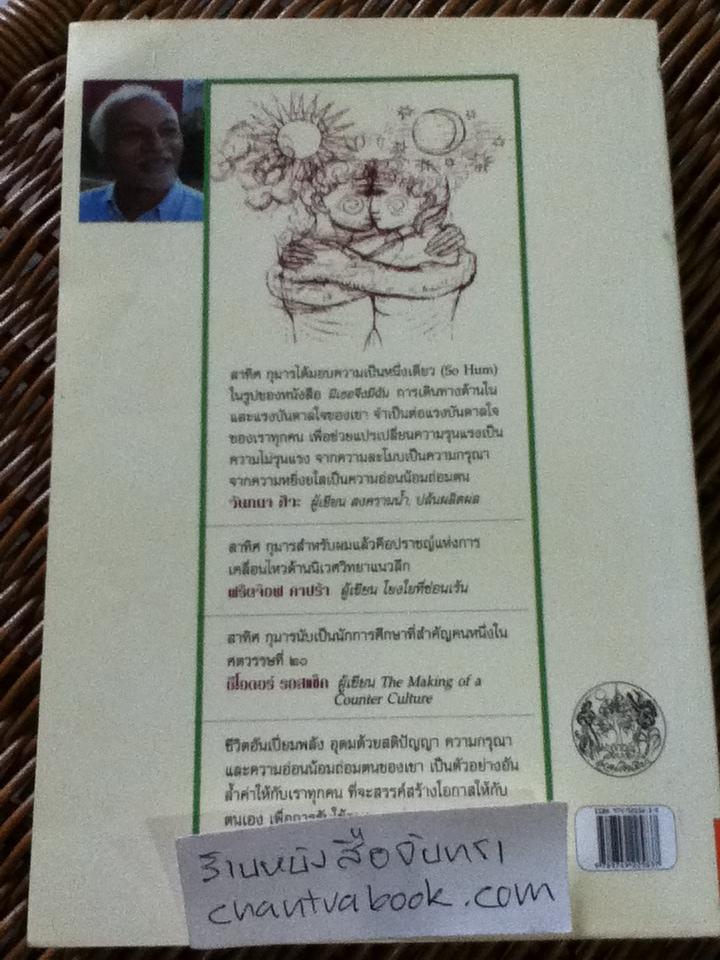 สาทิศ กุมารได้มอบความเป็นหนึ่งเดียว (So Hum)
ในรูปของหนังสือ มีเธอจึงมีฉัน การเดินทางด้านใน
และแรงบันดาลใจของเขา จำเป็นต่อแรงบันดาลใจ
ของเราทุกคน เพื่อช่วยแปรเปลี่ยนความรุนแรงเป็น
ความไม่รุนแรง จากความละโมบเป็นความกรุณา
จากความหยิ่งยโสเป็นความอ่อนน้อมถ่อมตน
วันทนา ศิวะ ผู้เขียน สงครามน้ำ, ปล้นผลิตผล
สาทิศ กุมารสำหรับผมแล้วคือปราชญ์แห่งการ
เคลื่อนไหวด้านนิเวศวิทยาแนวลึก
ฟริตจ๊อฟ คาปร้า ผู้เขียน โยงใยที่ซ่อนเร้น
สาทิศ กุมารนับเป็นนักการศึกษาที่สำคัญคนหนึ่งใน
ศตวรรษที่ ๒๐
ธีโอดอร์ รอสแซ็ค ผู้เขียน The Making of a
Counter Culture
ชีวิตอันเปี่ยมพลัง อุดมด้วยสติปัญญา ความกรุณา
และความอ่อนน้อมถ่อมตนของเขา เป็นตัวอย่างอัน
ล้ำค่าให้กับเราทุกคน ที่จะสรรค์สร้างโอกาสให้กับ
ตนเอง เพื่อการ
ร้านหนังสือจันทรา
chantrabook.com